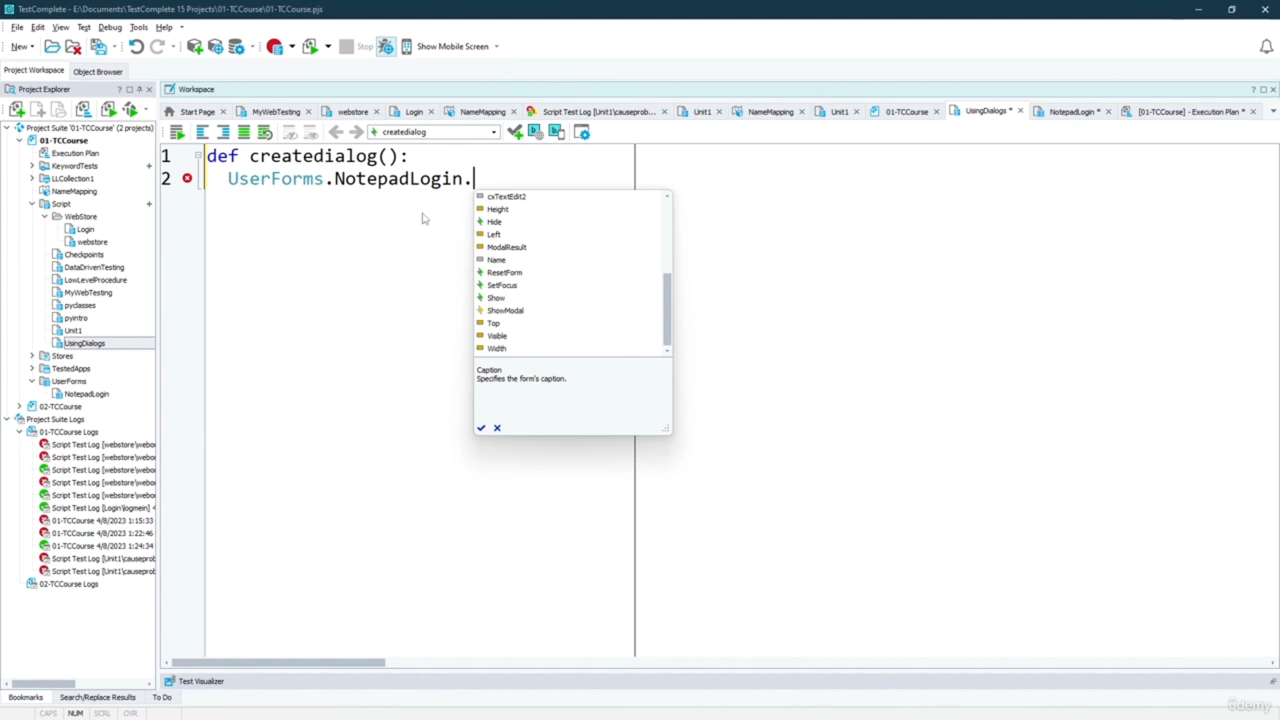 TestComplete - E:\Documents\TestComplete 15 Projects\01-TCCourse\01-TCCourse.pjs
File Edit View Test Debug Tools Help
New Stop Show Mobile Screen
Project Workspace Object Browser
Project Explorer Workspace
Start Page MyWebTesting webstore Login NameMapping Script Test Log [Unit1\causeprob... Unit1 NameMapping Unit1 01-TCCourse UsingDialogs * NotepadLogin * [01-TCCourse] - Execution Plan *
createdialog
Project Suite '01-TCCourse' (2 projects)
01-TCCourse
Execution Plan
KeywordTests
LLCollection1
NameMapping
Script
WebStore
Login
webstore
Checkpoints
DataDrivenTesting
LowLevelProcedure
MyWebTesting
pyclasses
pyintro
Unit1
UsingDialogs
Stores
TestedApps
UserForms
NotepadLogin
02-TCCourse
Project Suite Logs
01-TCCourse Logs
Script Test Log [webstore\webo
Script Test Log [webstore\webo
Script Test Log [webstore\webo
Script Test Log [webstore\webo
Script Test Log [webstore\webo
Script Test Log [Login\logmein] 4
01-TCCourse 4/8/2023 1:15:33
01-TCCourse 4/8/2023 1:22:46
01-TCCourse 4/8/2023 1:24:34
Script Test Log [Unit1\causeprob
Script Test Log [Unit1\causeprob
02-TCCourse Logs
1 def createdialog():
2 UserForms.NotepadLogin.
cxTextEdit2
Height
Hide
Left
ModalResult
Name
ResetForm
SetFocus
Show
ShowModal
Top
Visible
Width
Caption
Specifies the form's caption.
Test Visualizer
Bookmarks Search/Replace Results To Do
CAPS NUM SCRL OVR
ûdemy